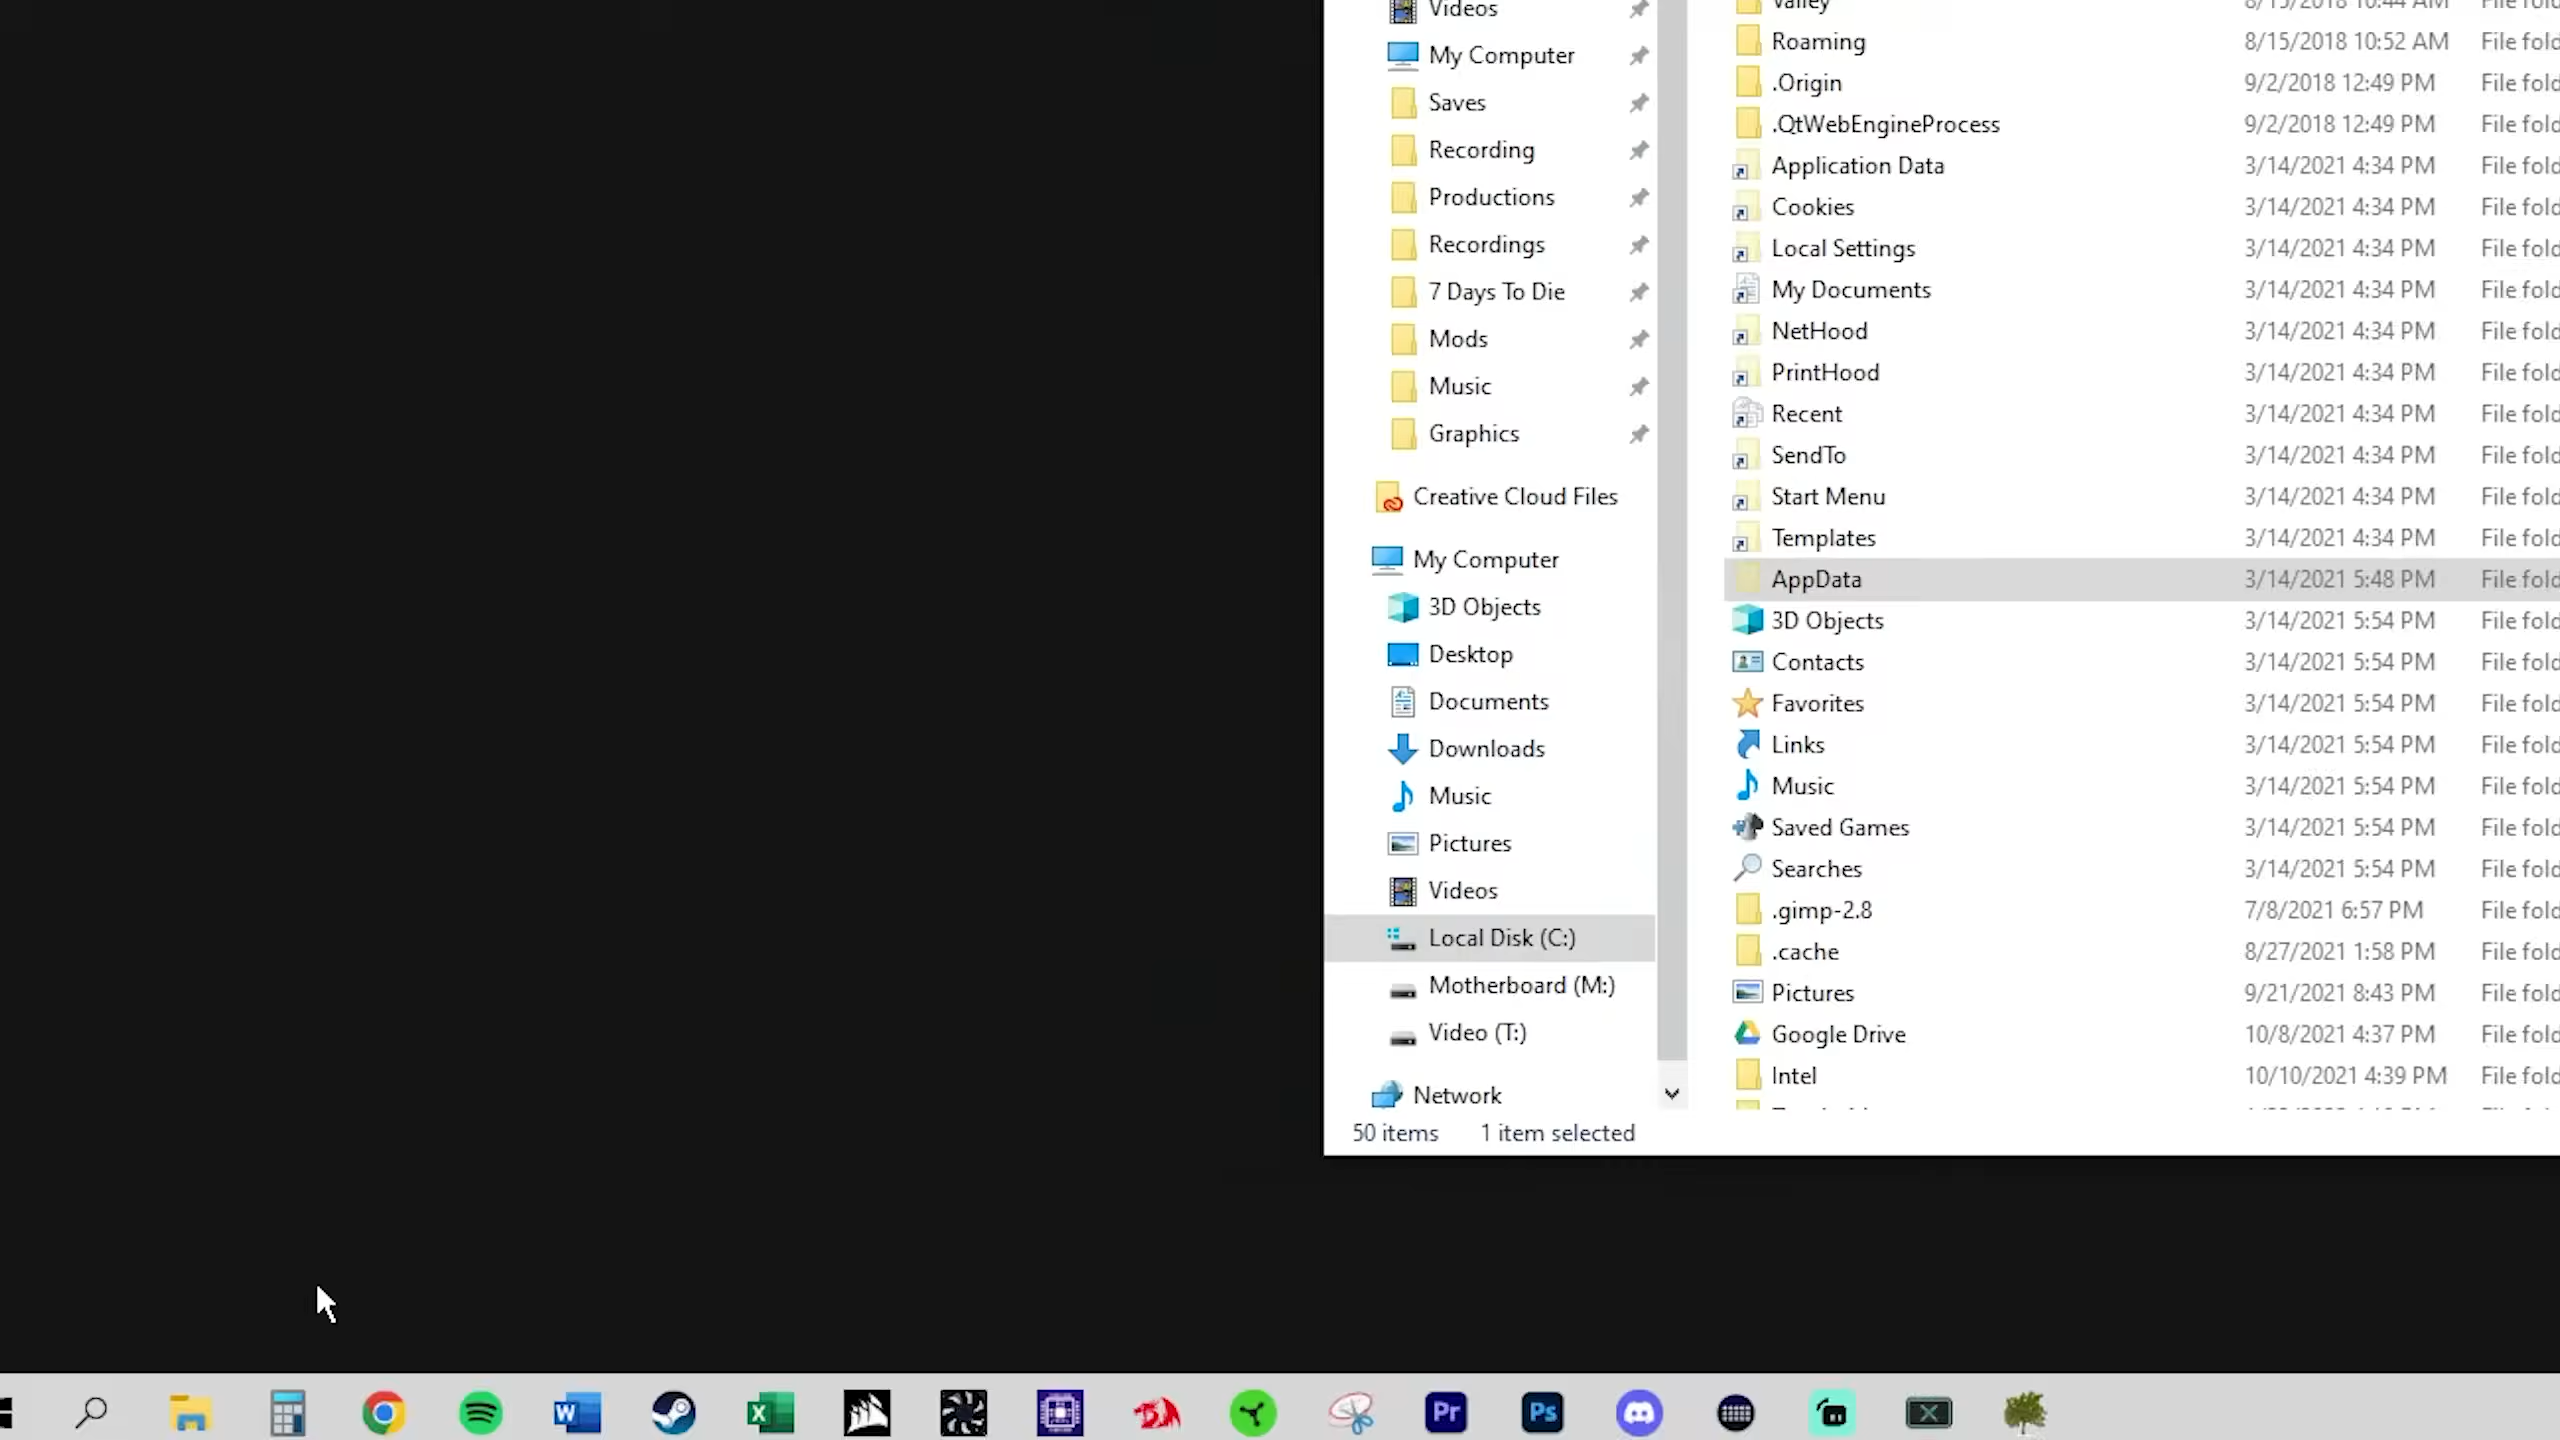 Videos
My Computer
Saves
Recording
Productions
Recordings
7 Days To Die
Mods
Music
Graphics
Creative Cloud Files
My Computer
3D Objects
Desktop
Documents
Downloads
Music
Pictures
Videos
Local Disk (C:)
Motherboard (M:)
Video (T:)
Network
Valley 8/15/2018 10:44 AM File fold
Roaming 8/15/2018 10:52 AM File fold
.Origin 9/2/2018 12:49 PM File fold
.QtWebEngineProcess 9/2/2018 12:49 PM File fold
Application Data 3/14/2021 4:34 PM File fold
Cookies 3/14/2021 4:34 PM File fold
Local Settings 3/14/2021 4:34 PM File fold
My Documents 3/14/2021 4:34 PM File fold
NetHood 3/14/2021 4:34 PM File fold
PrintHood 3/14/2021 4:34 PM File fold
Recent 3/14/2021 4:34 PM File fold
SendTo 3/14/2021 4:34 PM File fold
Start Menu 3/14/2021 4:34 PM File fold
Templates 3/14/2021 4:34 PM File fold
AppData 3/14/2021 5:48 PM File fold
3D Objects 3/14/2021 5:54 PM File fold
Contacts 3/14/2021 5:54 PM File fold
Favorites 3/14/2021 5:54 PM File fold
Links 3/14/2021 5:54 PM File fold
Music 3/14/2021 5:54 PM File fold
Saved Games 3/14/2021 5:54 PM File fold
Searches 3/14/2021 5:54 PM File fold
.gimp-2.8 7/8/2021 6:57 PM File fold
.cache 8/27/2021 1:58 PM File fold
Pictures 9/21/2021 8:43 PM File fold
Google Drive 10/8/2021 4:37 PM File fold
Intel 10/10/2021 4:39 PM File fold
50 items 1 item selected
W X Pr Ps X